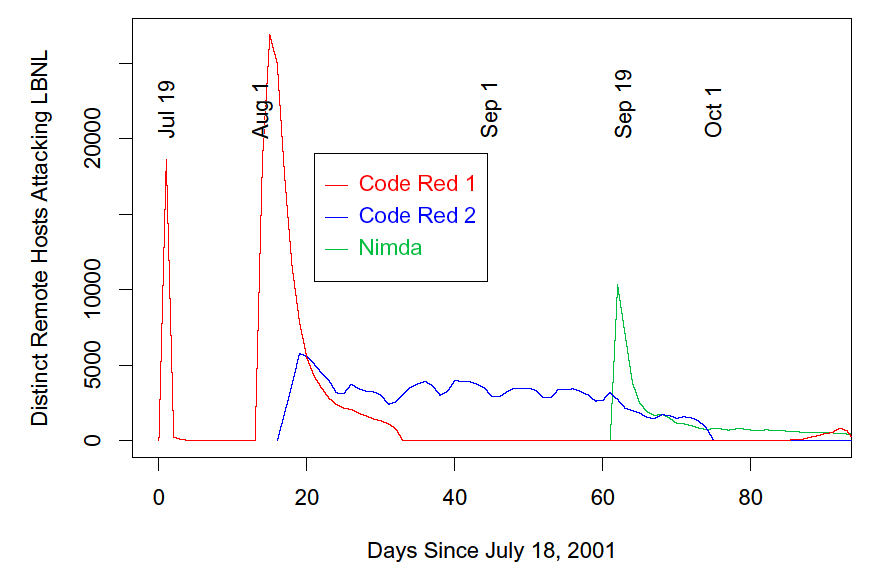 Distinct Remote Hosts Attacking LBNL
20000
10000
5000
0
Jul 19
Aug 1
Sep 1
Sep 19
Oct 1
Code Red 1
Code Red 2
Nimda
0 20 40 60 80
Days Since July 18, 2001